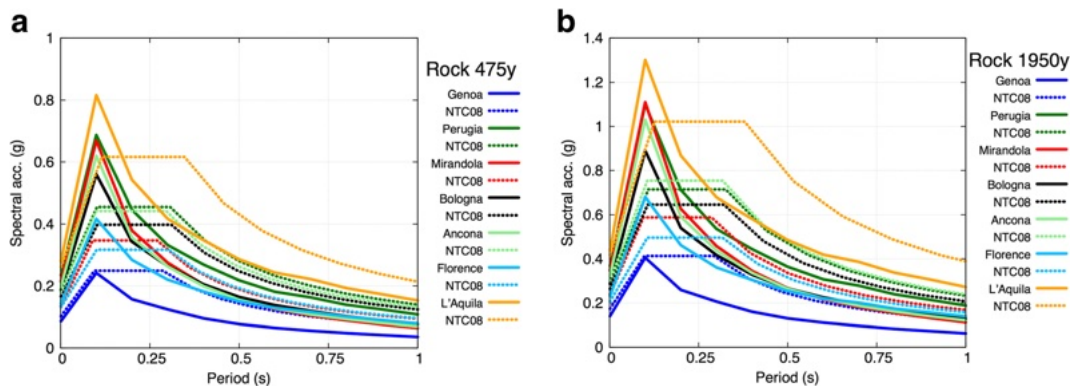 a
Spectral acc. (g)
1
0.8
0.6
0.4
0.2
0
0 0.25 0.5 0.75 1
Period (s)
Rock 475y
Genoa
NTC08
Perugia
NTC08
Mirandola
NTC08
Bologna
NTC08
Ancona
NTC08
Florence
NTC08
L'Aquila
NTC08
b
Spectral acc. (g)
1.4
1.2
1
0.8
0.6
0.4
0.2
0
0 0.25 0.5 0.75 1
Period (s)
Rock 1950y
Genoa
NTC08
Perugia
NTC08
Mirandola
NTC08
Bologna
NTC08
Ancona
NTC08
Florence
NTC08
L'Aquila
NTC08